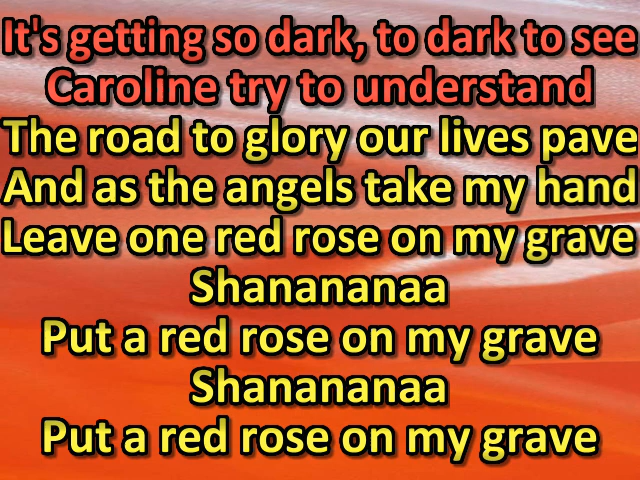 It's getting so dark, to dark to see
Caroline try to understand
The road to glory our lives pave
And as the angels take my hand
Leave one red rose on my grave
Shanananaa
Put a red rose on my grave
Shanananaa
Put a red rose on my grave